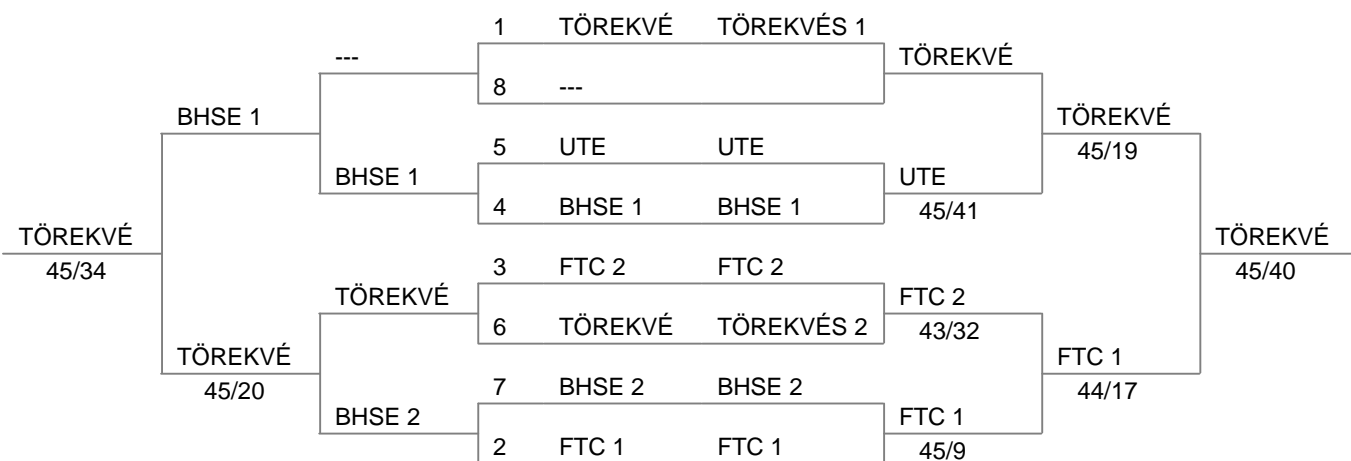 1 TÖREKVÉ TÖREKVÉS 1
--- TÖREKVÉ
8 ---
BHSE 1 TÖREKVÉ
5 UTE UTE 45/19
BHSE 1 UTE
4 BHSE 1 BHSE 1 45/41
TÖREKVÉ TÖREKVÉ
45/34 3 FTC 2 FTC 2 45/40
TÖREKVÉ FTC 2
6 TÖREKVÉ TÖREKVÉS 2 43/32
TÖREKVÉ FTC 1
45/20 7 BHSE 2 BHSE 2 44/17
BHSE 2 FTC 1
2 FTC 1 FTC 1 45/9